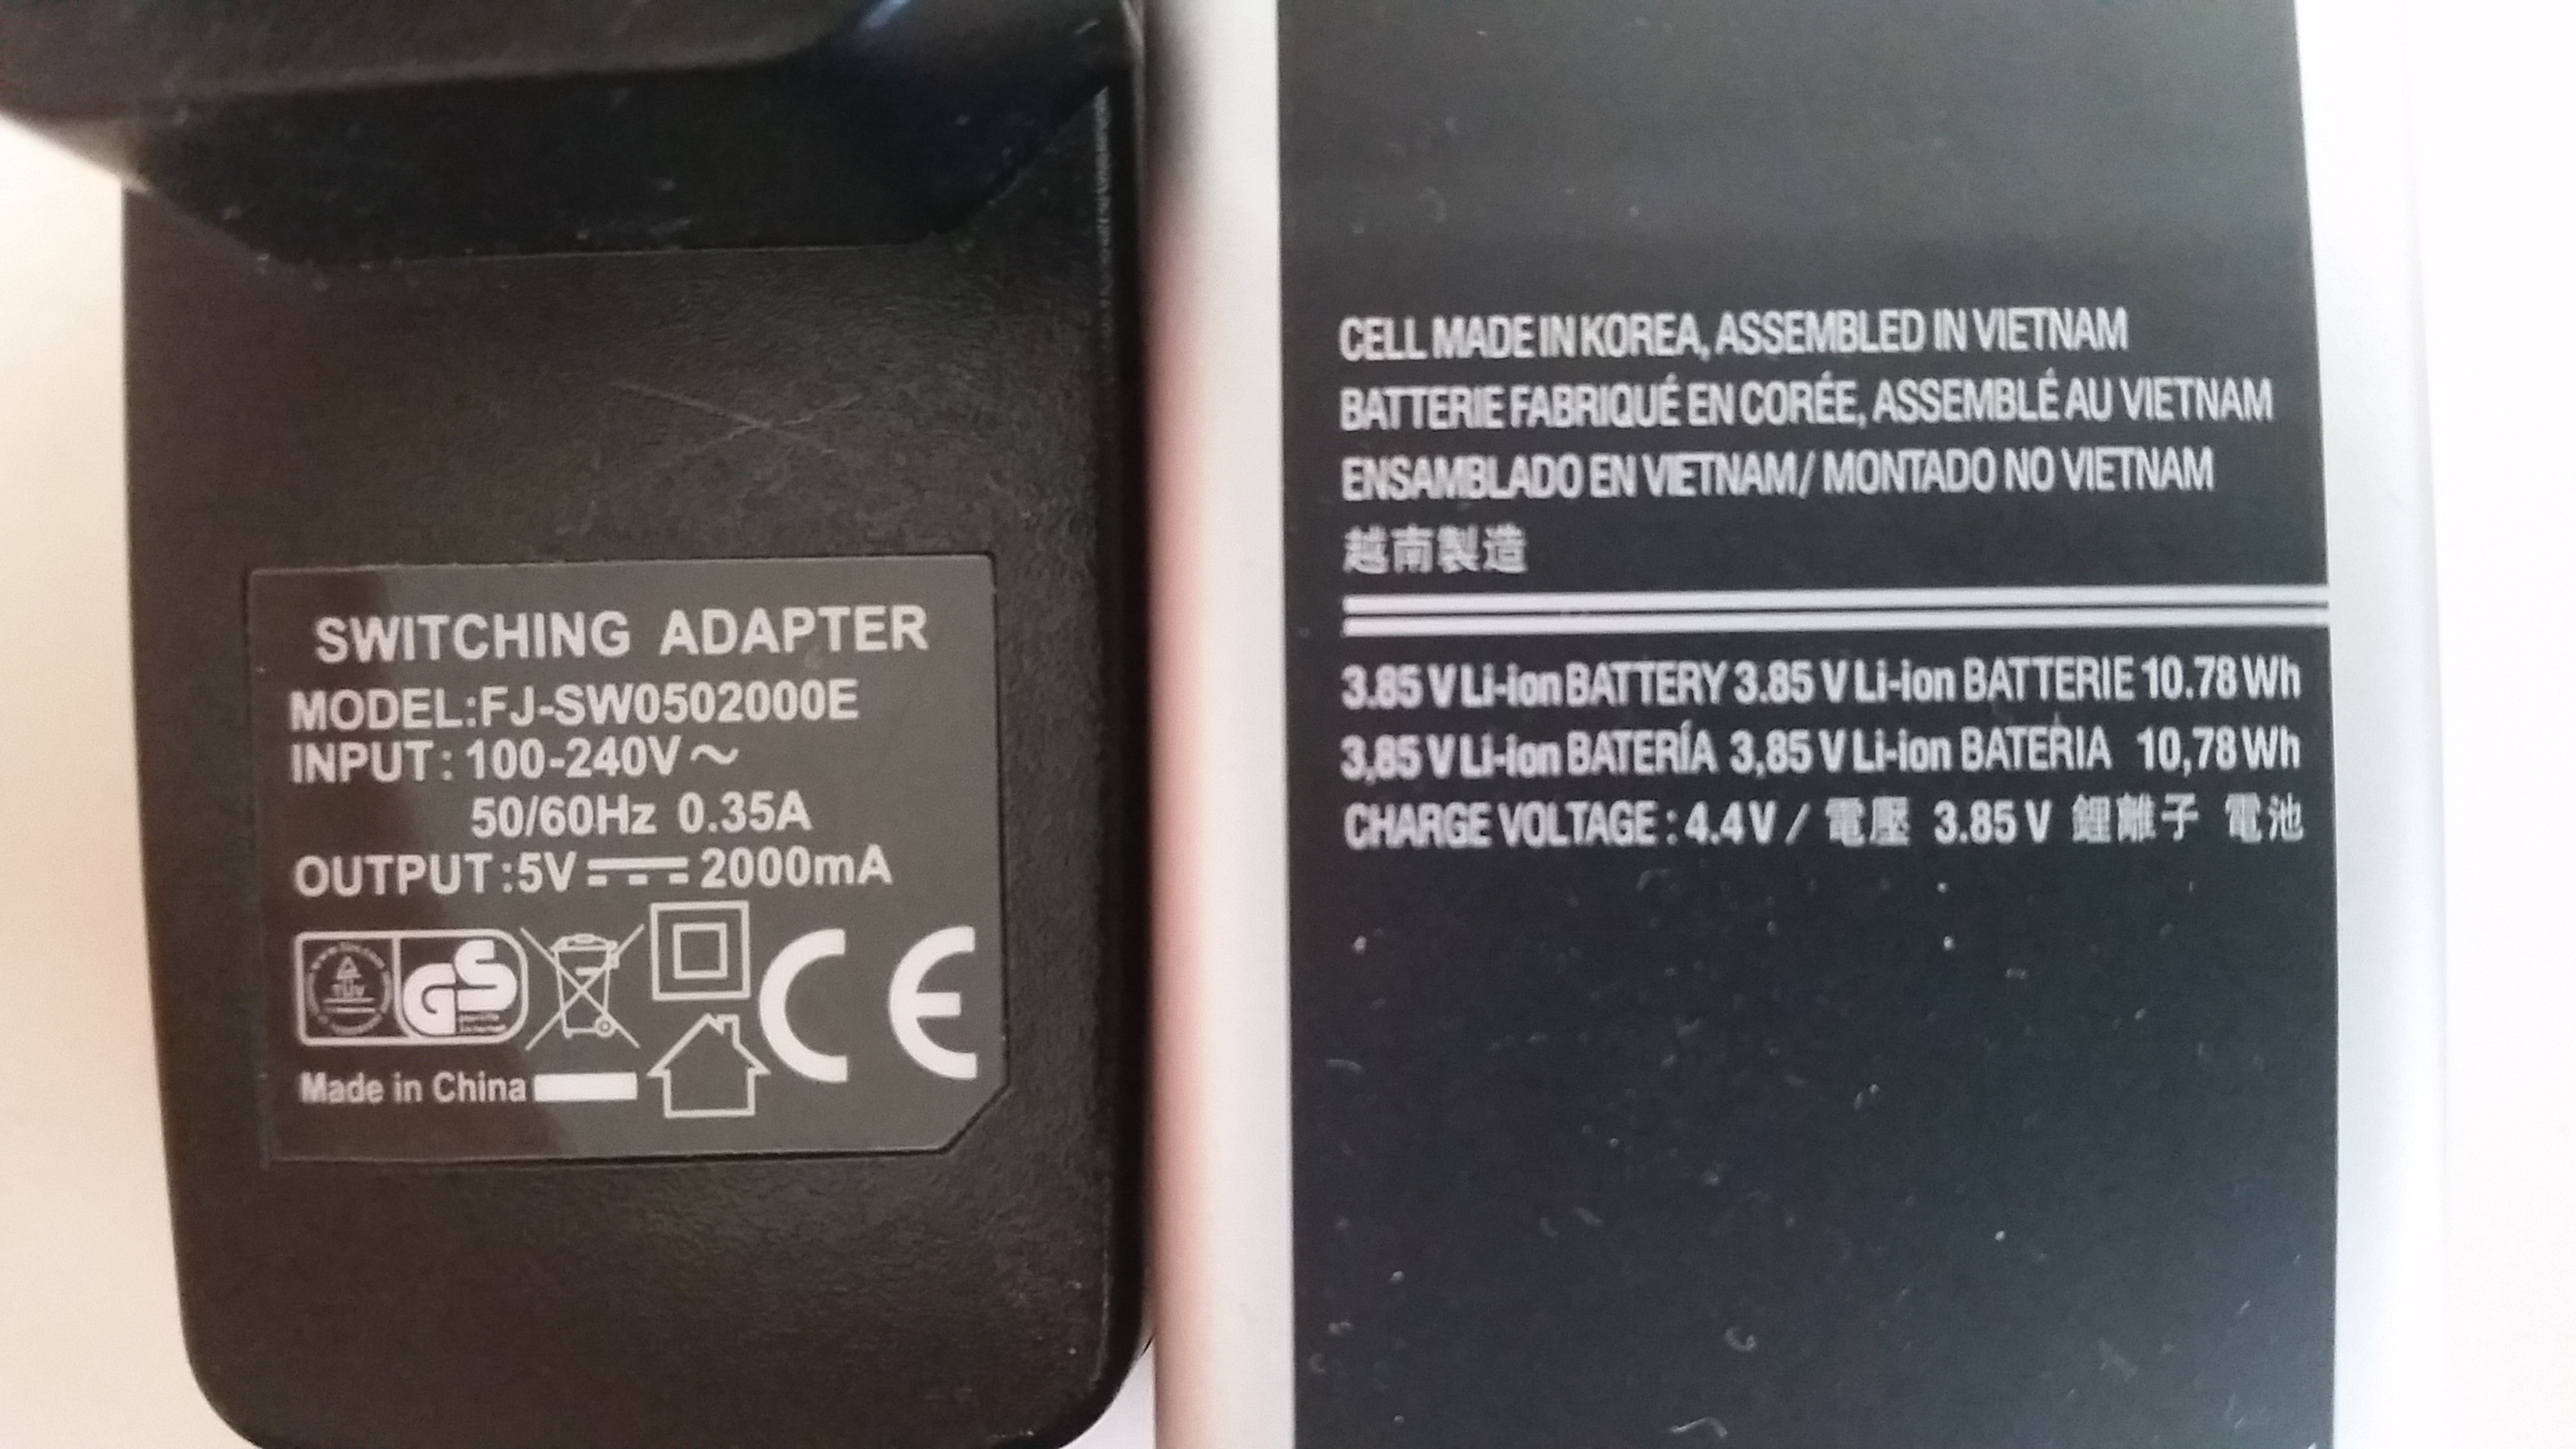 SWITCHING ADAPTER
MODEL:FJ-SW0502000E
INPUT: 100-240V～
50/60Hz 0.35A
OUTPUT:5V⎓2000mA
TÜV
GS
geprüfte
Sicherheit
CE
Made in China
CELL MADE IN KOREA, ASSEMBLED IN VIETNAM
BATTERIE FABRIQUÉ EN CORÉE, ASSEMBLÉ AU VIETNAM
ENSAMBLADO EN VIETNAM/ MONTADO NO VIETNAM
越南製造
3.85 V Li-ion BATTERY 3.85 V Li-ion BATTERIE 10.78 Wh
3,85 V Li-ion BATERÍA 3,85 V Li-ion BATERIA 10,78 Wh
CHARGE VOLTAGE : 4.4 V / 電壓 3.85 V 鋰離子 電池